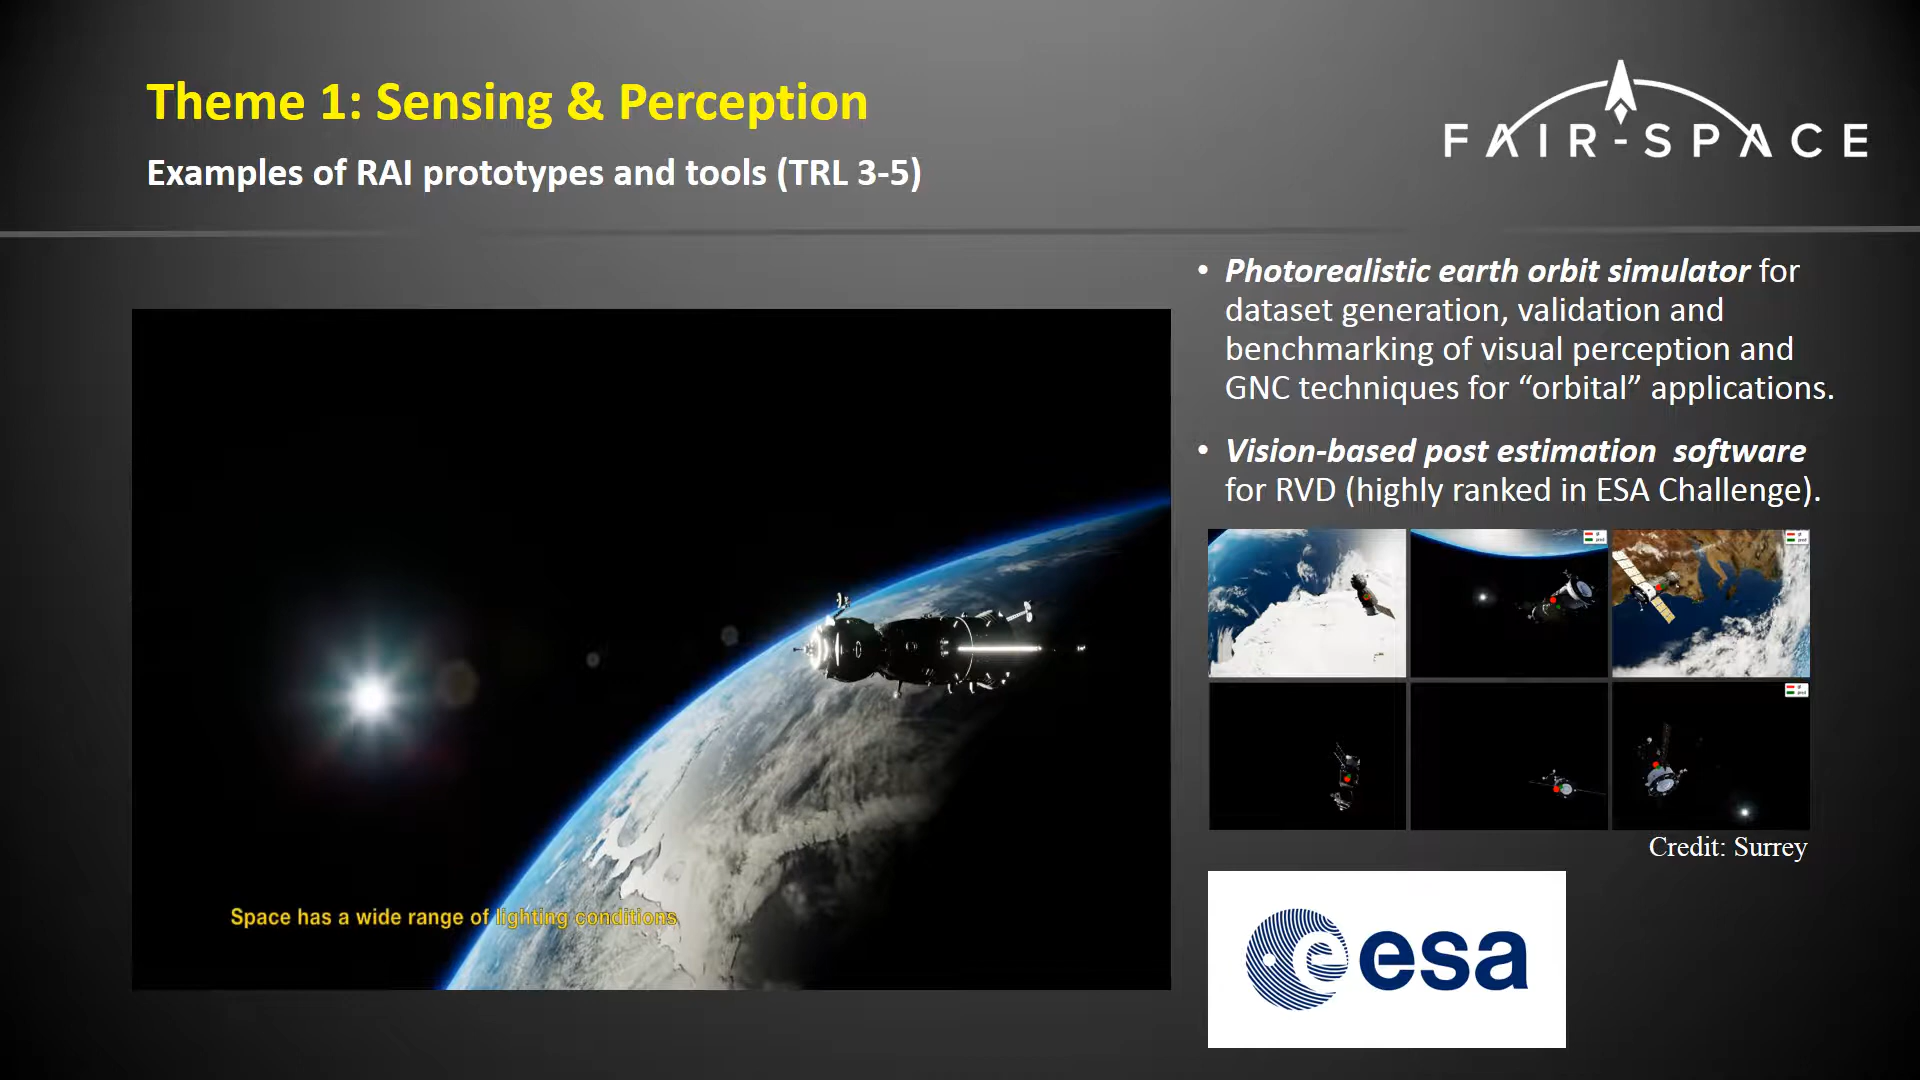 Theme 1: Sensing & Perception
Examples of RAI prototypes and tools (TRL 3-5)
FAIR-SPACE
• Photorealistic earth orbit simulator for
dataset generation, validation and
benchmarking of visual perception and
GNC techniques for “orbital” applications.
• Vision-based post estimation software
for RVD (highly ranked in ESA Challenge).
Space has a wide range of lighting conditions
Credit: Surrey
esa